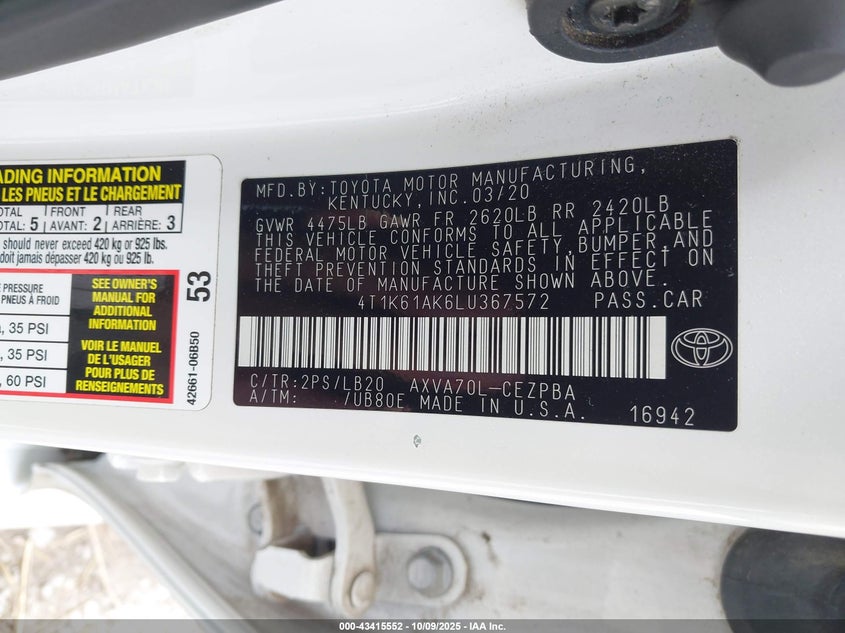 ADING INFORMATION
LES PNEUS ET LE CHARGEMENT
OTAL FRONT REAR
OTAL: 5 AVANT: 2 ARRIÈRE: 3
should never exceed 420 kg or 925 lbs.
doit jamais dépasser 420 kg ou 925 lb.
PRESSURE
PNEUS À FROID
, 35 PSI
, 35 PSI
, 60 PSI
SEE OWNER'S
MANUAL FOR
ADDITIONAL
INFORMATION
VOIR LE MANUEL
DE L'USAGER
POUR PLUS DE
RENSEIGNEMENTS
53
42661-06B50
MFD.BY:TOYOTA MOTOR MANUFACTURING,
KENTUCKY, INC.03/20
GVWR 4475LB GAWR FR 2620LB RR 2420LB
THIS VEHICLE CONFORMS TO ALL APPLICABLE
FEDERAL MOTOR VEHICLE SAFETY, BUMPER, AND
THEFT PREVENTION STANDARDS IN EFFECT ON
THE DATE OF MANUFACTURE SHOWN ABOVE.
4T1K61AK6LU367572 PASS.CAR
C/TR:2PS/LB20 AXVA70L-CEZPBA
A/TM: /UB80E MADE IN U.S.A.
16942
000-43415552 | 10/09/2025 - IAA Inc.